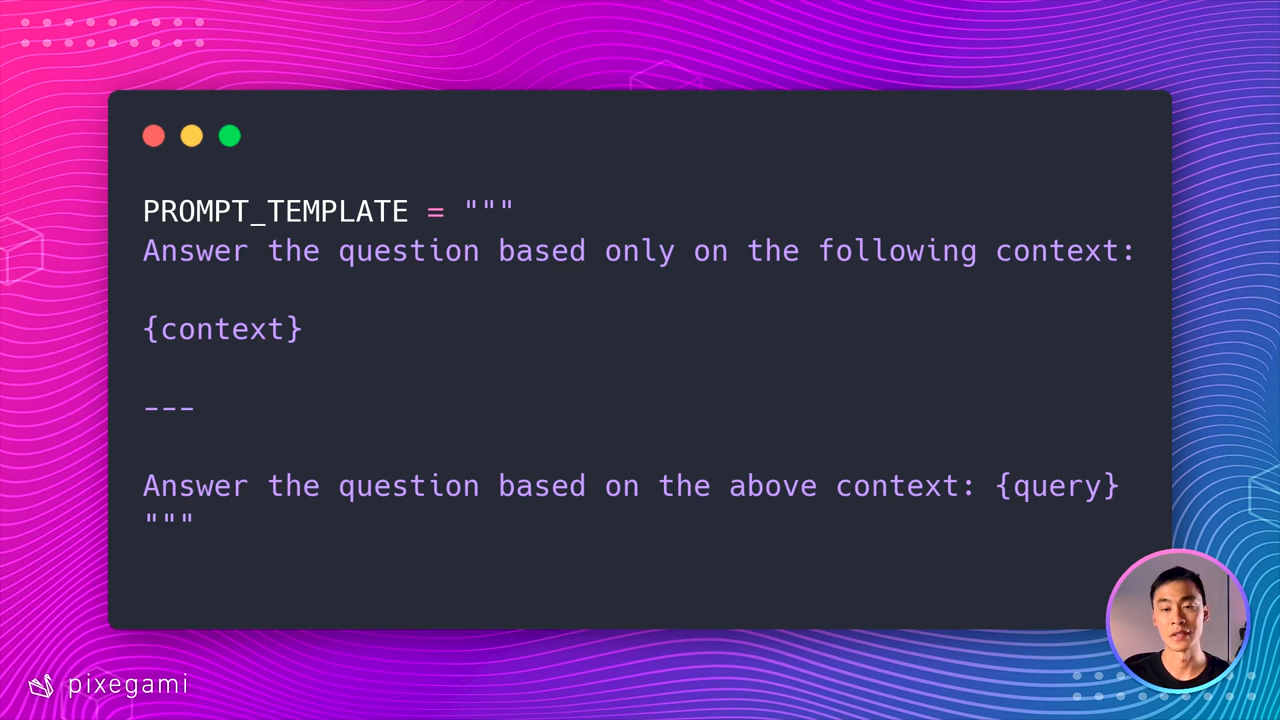 PROMPT_TEMPLATE = """
Answer the question based only on the following context:
{context}
---
Answer the question based on the above context: {query}
"""
pixegami